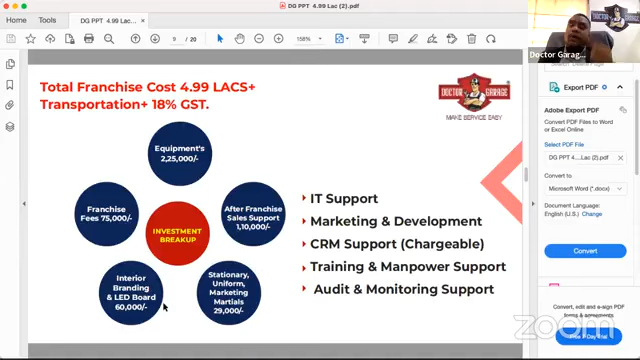 DG PPT 4.99 Lac (2).pdf
Home
Tools
DG PPT 4.99 Lac (...
×
9 / 20
158%
Doctor Garag...
Total Franchise Cost 4.99 LACS+
Transportation+ 18% GST.
DOCTOR GARAGE
MAKE SERVICE EASY
Equipment's
2,25,000/-
Franchise
Fees 75,000/-
INVESTMENT
BREAKUP
After Franchise
Sales Support
1,10,000/-
Interior
Branding
& LED Board
60,000/-
Stationary,
Uniform,
Marketing
Martials
29,000/-
IT Support
Marketing & Development
CRM Support (Chargeable)
Training & Manpower Support
Audit & Monitoring Support
Export PDF
Adobe Export PDF
Convert PDF Files to Word
or Excel Online
Select PDF File
DG PPT 4....Lac (2).pdf
Convert to
Microsoft Word (*.docx)
Document Language:
English (U.S.) Change
Convert
Convert, edit and e-sign PDF
forms & agreements
zoom